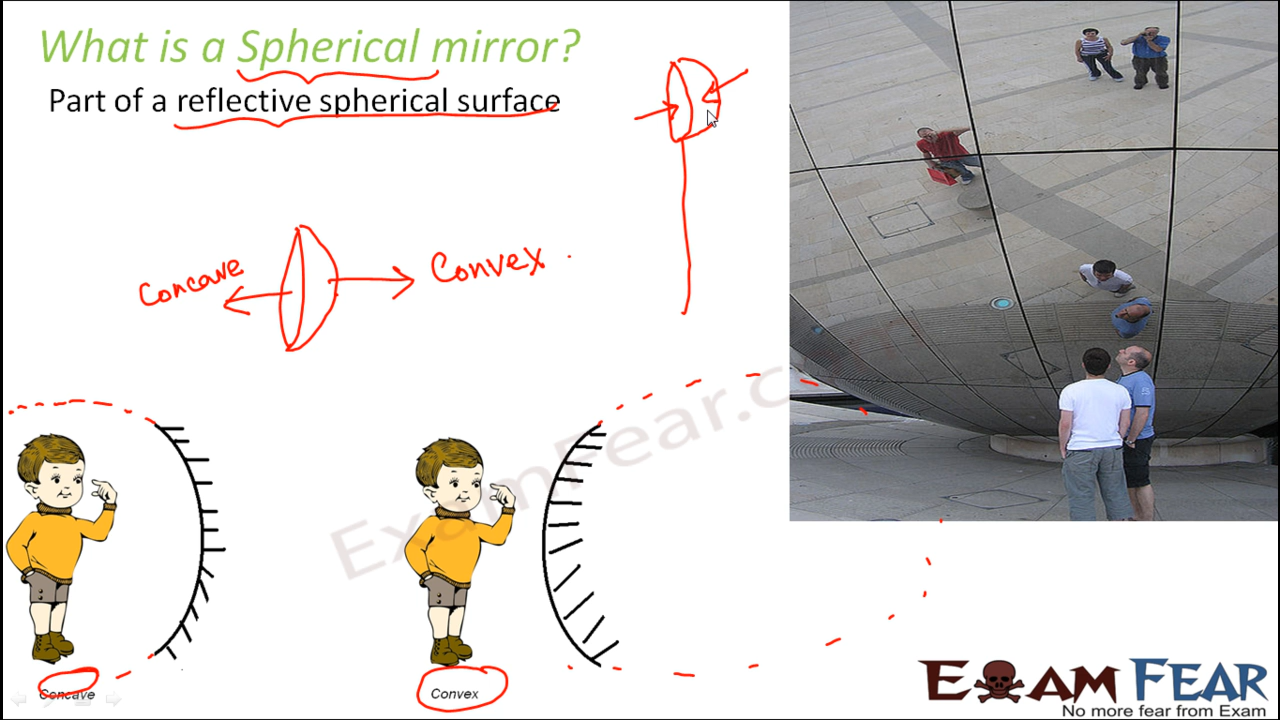 What is a Spherical mirror?
Part of a reflective spherical surface
Concave
Convex
ExamFear.c
Concave
Convex
EXAM FEAR
No more fear from Exam